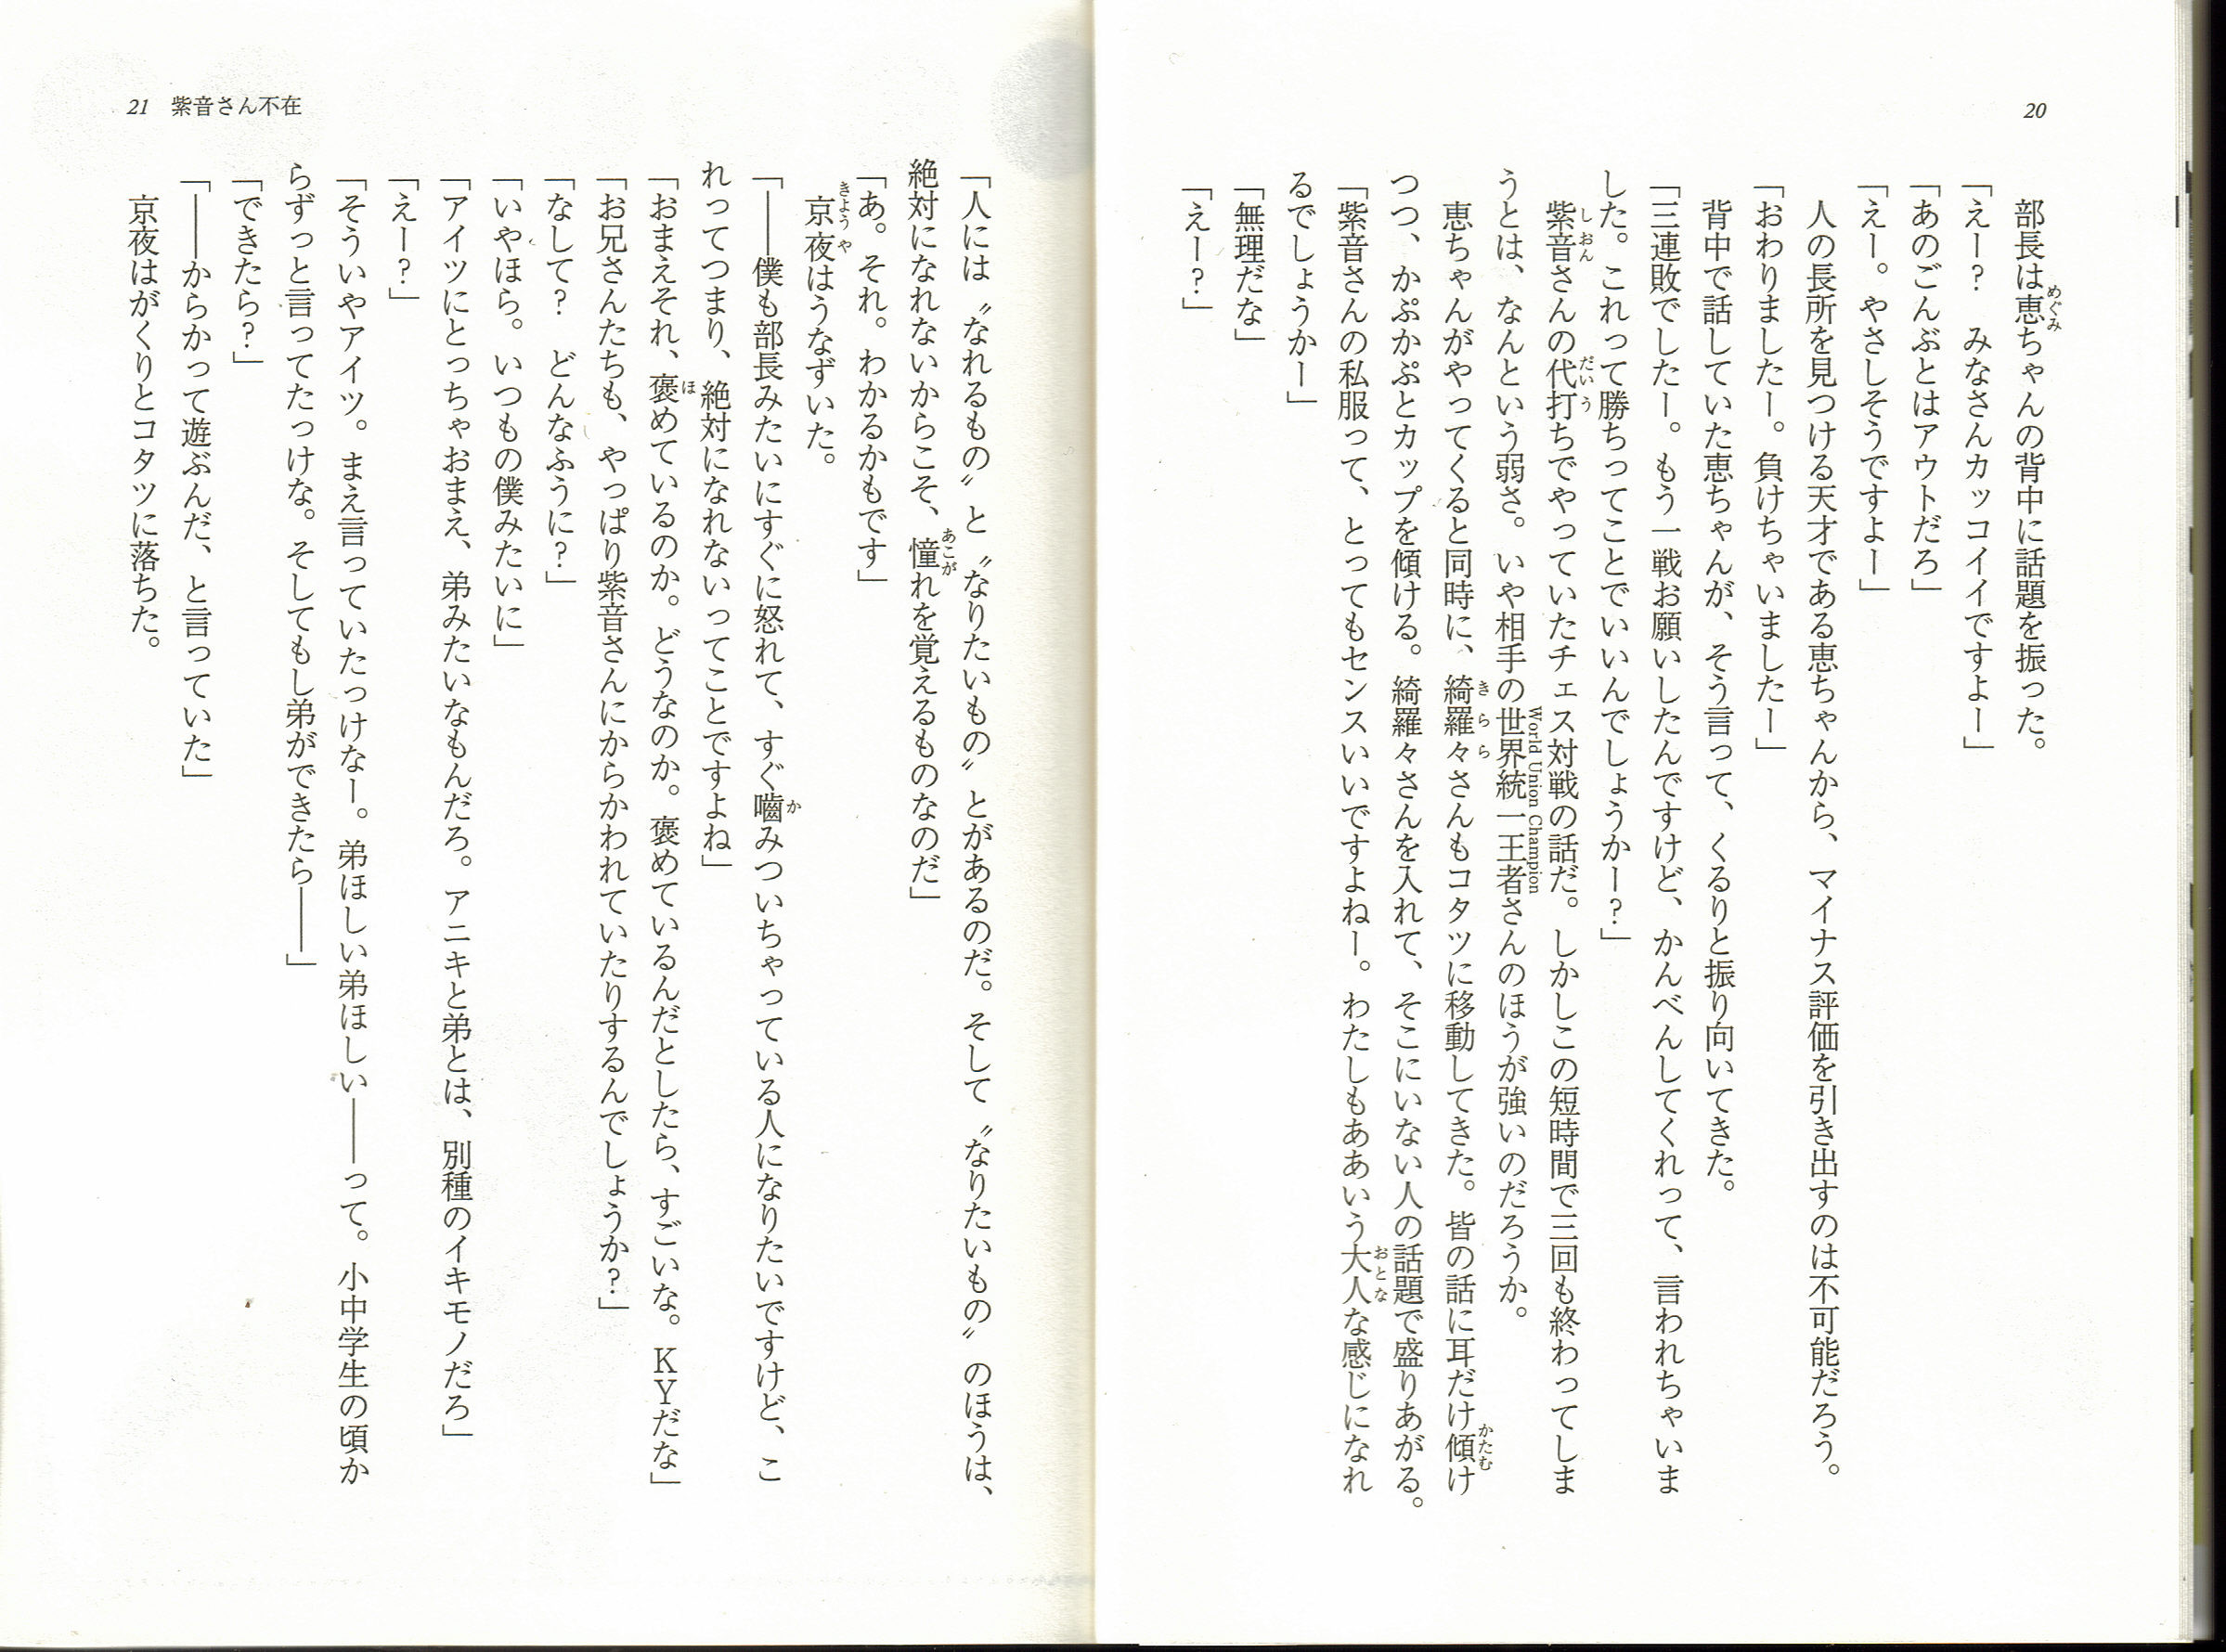 20
部長は恵ちゃんの背中に話題を振った。
「えー？　みなさんカッコイイですよー」
「あのごんぶとはアウトだろ」
「えー。やさしそうですよー」
人の長所を見つける天才である恵ちゃんから、マイナス評価を引き出すのは不可能だろう。
「おわりましたー。負けちゃいましたー」
背中で話していた恵ちゃんが、そう言って、くるりと振り向いてきた。
「三連敗でしたー。もう一戦お願いしたんですけど、かんべんしてくれって、言われちゃいま
した。これって勝ちってことでいいんでしょうかー？」
紫音さんの代打ちでやっていたチェス対戦の話だ。しかしこの短時間で三回も終わってしま
うとは、なんという弱さ。いや相手の世界統一王者さんのほうが強いのだろうか。
恵ちゃんがやってくると同時に、綺羅々さんもコタツに移動してきた。皆の話に耳だけ傾け
つつ、かぷかぷとカップを傾ける。綺羅々さんを入れて、そこにいない人の話題で盛りあがる。
「紫音さんの私服って、とってもセンスいいですよねー。わたしもああいう大人な感じになれ
るでしょうかー」
「無理だな」
「えー？」
21　紫音さん不在
「人には〝なれるもの〟と〝なりたいもの〟とがあるのだ。そして〝なりたいもの〟のほうは、
絶対になれないからこそ、憧れを覚えるものなのだ」
「あ。それ。わかるかもです」
京夜はうなずいた。
「――僕も部長みたいにすぐに怒れて、すぐ嚙みついちゃっている人になりたいですけど、こ
れってつまり、絶対になれないってことですよね」
「おまえそれ、褒めているのか。どうなのか。褒めているんだとしたら、すごいな。ＫＹだな」
「お兄さんたちも、やっぱり紫音さんにからかわれていたりするんでしょうか？」
「なして？　どんなふうに？」
「いやほら。いつもの僕みたいに」
「アイツにとっちゃおまえ、弟みたいなもんだろ。アニキと弟とは、別種のイキモノだろ」
「えー？」
「そういやアイツ。まえ言っていたっけなー。弟ほしい弟ほしい――って。小中学生の頃か
らずっと言ってたっけな。そしてもし弟ができたら――」
「できたら？」
「――からかって遊ぶんだ、と言っていた」
京夜はがくりとコタツに落ちた。
めぐみ
しおん
だいう
World Union Champion
きらら
かたむ
おとな
あこが
きょうや
か
ほ